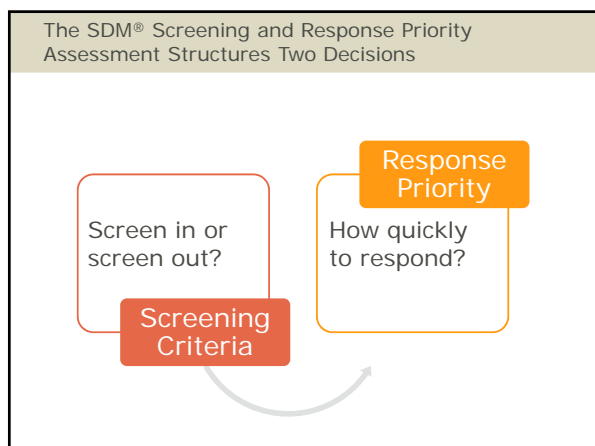 The SDM® Screening and Response Priority
Assessment Structures Two Decisions
Screen in or
screen out?
Screening
Criteria
Response
Priority
How quickly
to respond?